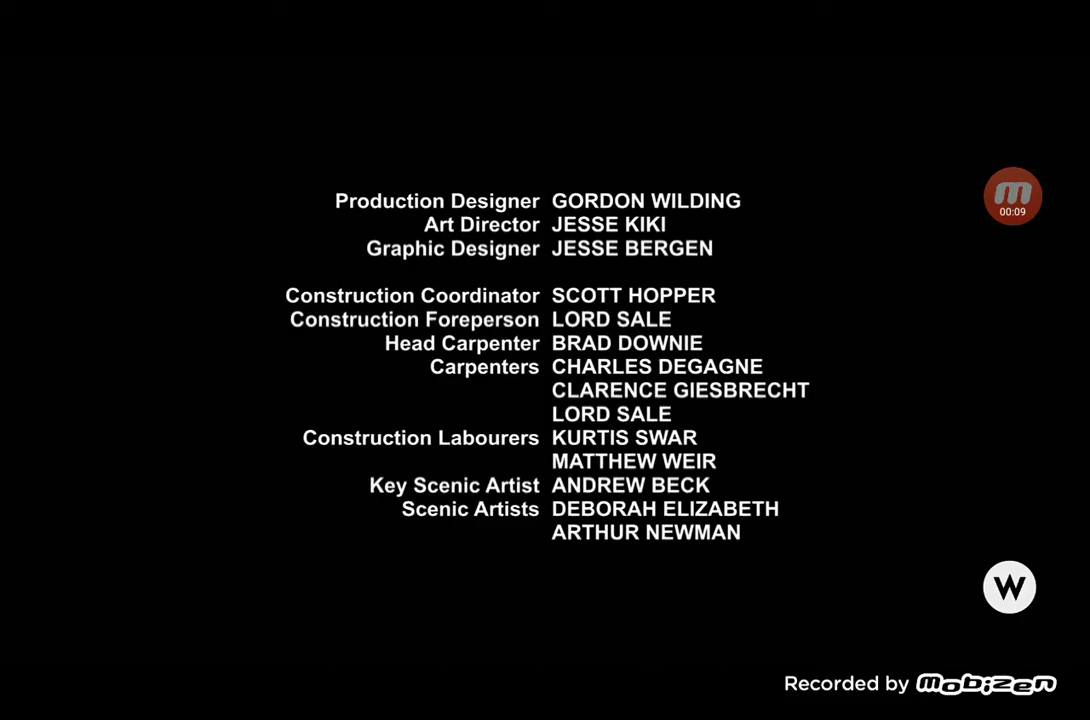 Production Designer GORDON WILDING
Art Director JESSE KIKI
Graphic Designer JESSE BERGEN
Construction Coordinator SCOTT HOPPER
Construction Foreperson LORD SALE
Head Carpenter BRAD DOWNIE
Carpenters CHARLES DEGAGNE
CLARENCE GIESBRECHT
LORD SALE
Construction Labourers KURTIS SWAR
MATTHEW WEIR
Key Scenic Artist ANDREW BECK
Scenic Artists DEBORAH ELIZABETH
ARTHUR NEWMAN
m
00:09
W
Recorded by mobizen